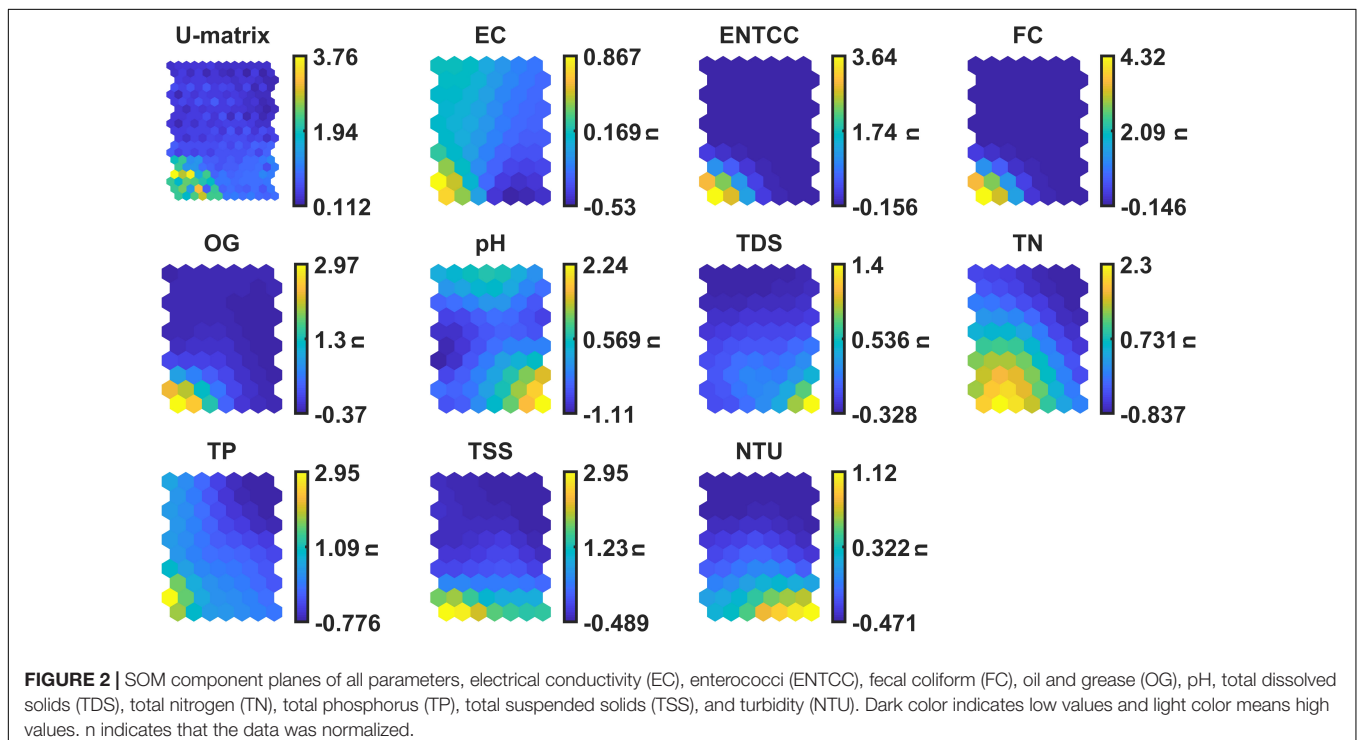 U-matrix
3.76
1.94
0.112
EC
0.867
0.169 n
-0.53
ENTCC
3.64
1.74 n
-0.156
FC
4.32
2.09 n
-0.146
OG
2.97
1.3 n
-0.37
pH
2.24
0.569 n
-1.11
TDS
1.4
0.536 n
-0.328
TN
2.3
0.731 n
-0.837
TP
2.95
1.09 n
-0.776
TSS
2.95
1.23 n
-0.489
NTU
1.12
0.322 n
-0.471
FIGURE 2 | SOM component planes of all parameters, electrical conductivity (EC), enterococci (ENTCC), fecal coliform (FC), oil and grease (OG), pH, total dissolved
solids (TDS), total nitrogen (TN), total phosphorus (TP), total suspended solids (TSS), and turbidity (NTU). Dark color indicates low values and light color means high
values. n indicates that the data was normalized.